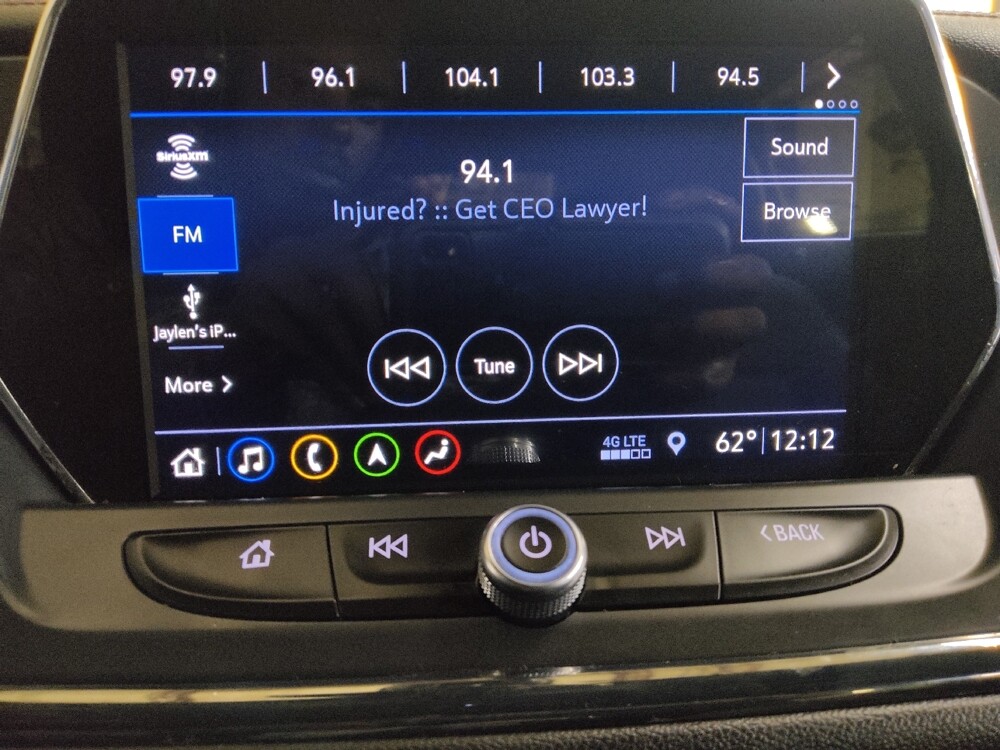 97.9 | 96.1 | 104.1 | 103.3 | 94.5
SiriusXM
Sound
94.1
Injured? :: Get CEO Lawyer!
Browse
FM
Jaylen's iP...
More >
Tune
4G LTE
62° | 12:12
<BACK